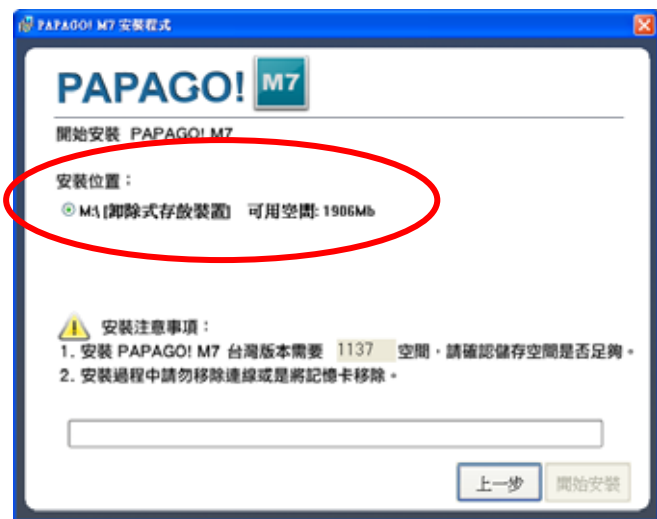 PAPAGO! M7 安裝程式
PAPAGO! M7
開始安裝 PAPAGO! M7
安裝位置：
M:\ [卸除式存放裝置] 可用空間: 1906Mb
安裝注意事項：
1. 安裝 PAPAGO! M7 台灣版本需要 1137 空間，請確認儲存空間是否足夠。
2. 安裝過程中請勿移除連線或是將記憶卡移除。
上一步 開始安裝